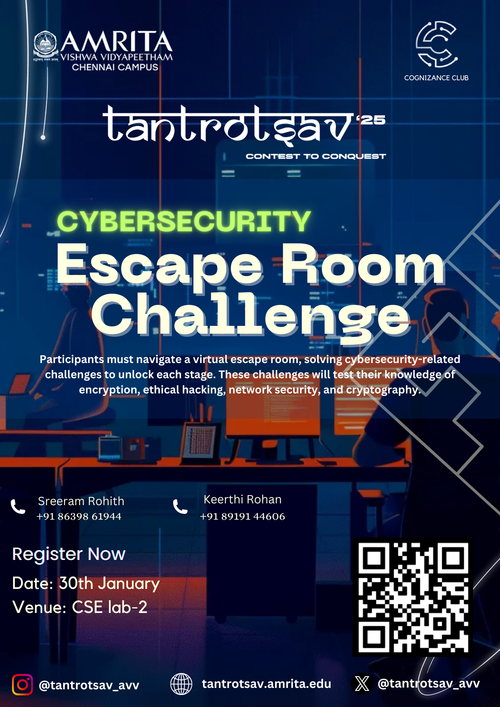 AMRITA
VISHWA VIDYAPEETHAM
CHENNAI CAMPUS
COGNIZANCE CLUB
tantrotsav '25
CONTEST TO CONQUEST
CYBERSECURITY
Escape Room
Challenge
Participants must navigate a virtual escape room, solving cybersecurity-related
challenges to unlock each stage. These challenges will test their knowledge of
encryption, ethical hacking, network security, and cryptography.
Sreeram Rohith
+91 86398 61944
Keerthi Rohan
+91 89191 44606
Register Now
Date: 30th January
Venue: CSE lab-2
@tantrotsav_avv
tantrotsav.amrita.edu
@tantrotsav_avv